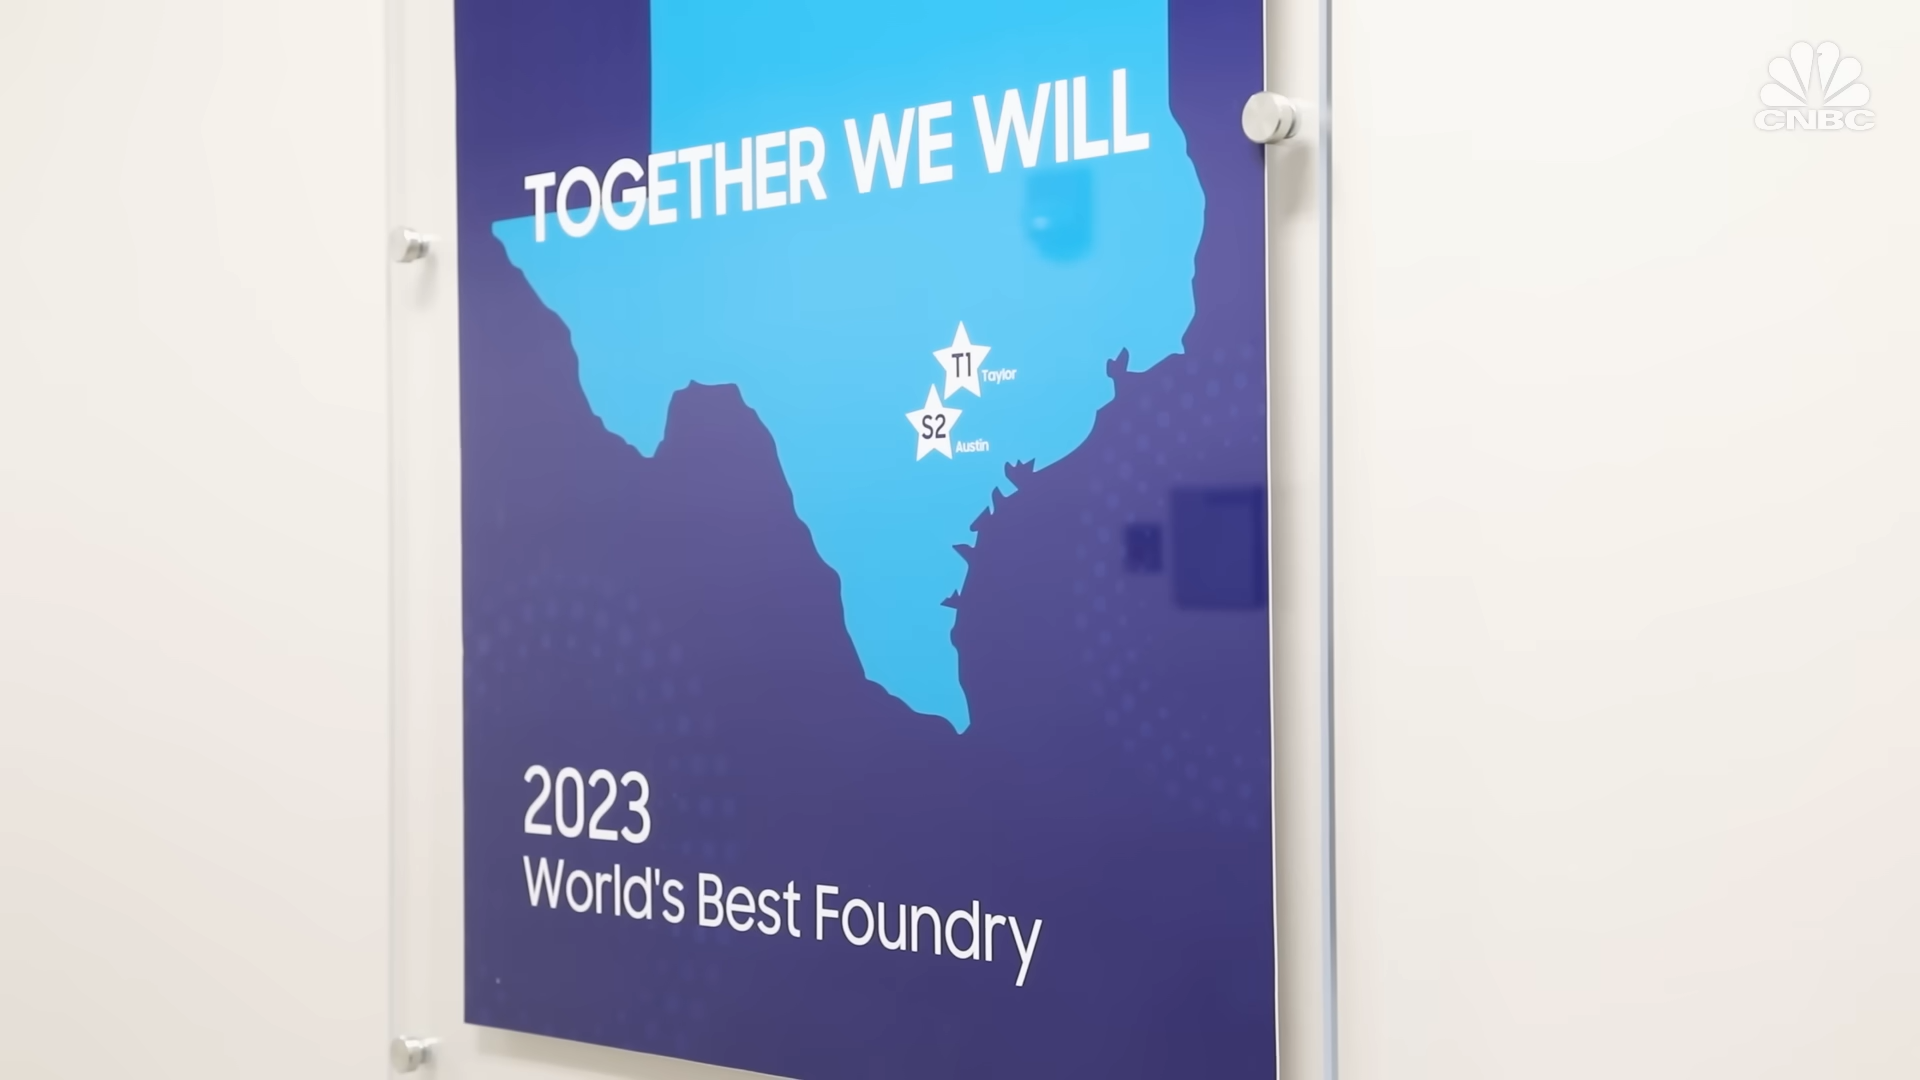 CNBC
TOGETHER WE WILL
T1
Taylor
S2
Austin
2023
World's Best Foundry